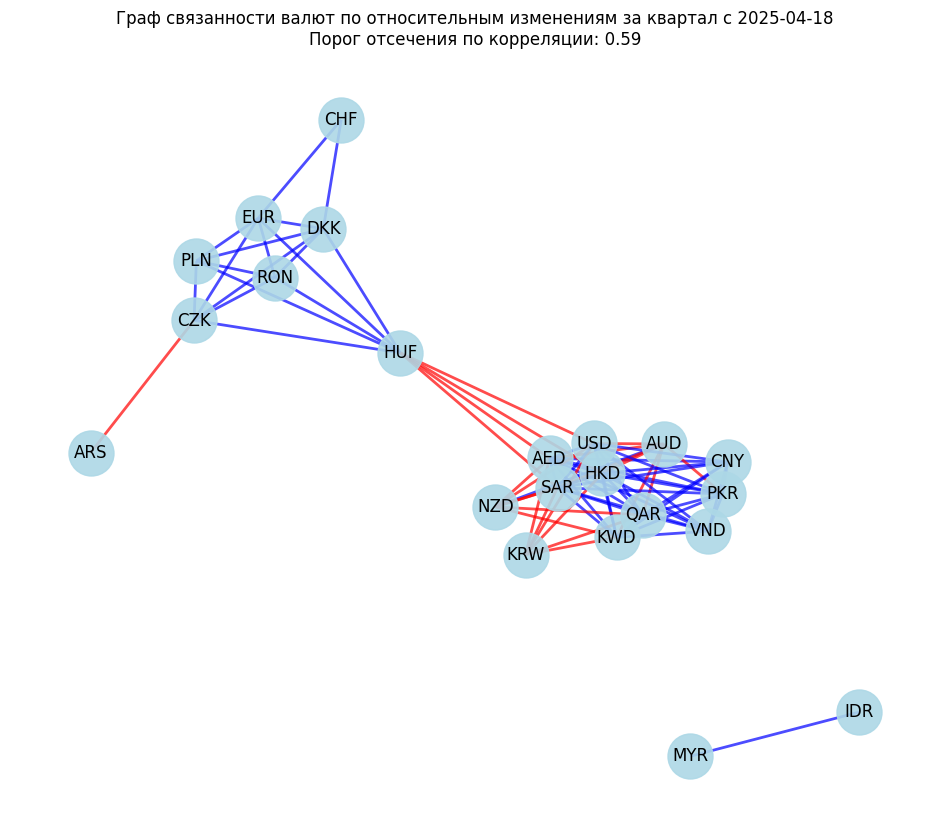 Граф связанности валют по относительным изменениям за квартал с 2025-04-18
Порог отсечения по корреляции: 0.59
CHF
EUR
DKK
PLN
RON
CZK
HUF
ARS
USD
AUD
AED
CNY
HKD
SAR
PKR
NZD
QAR
VND
KWD
KRW
IDR
MYR